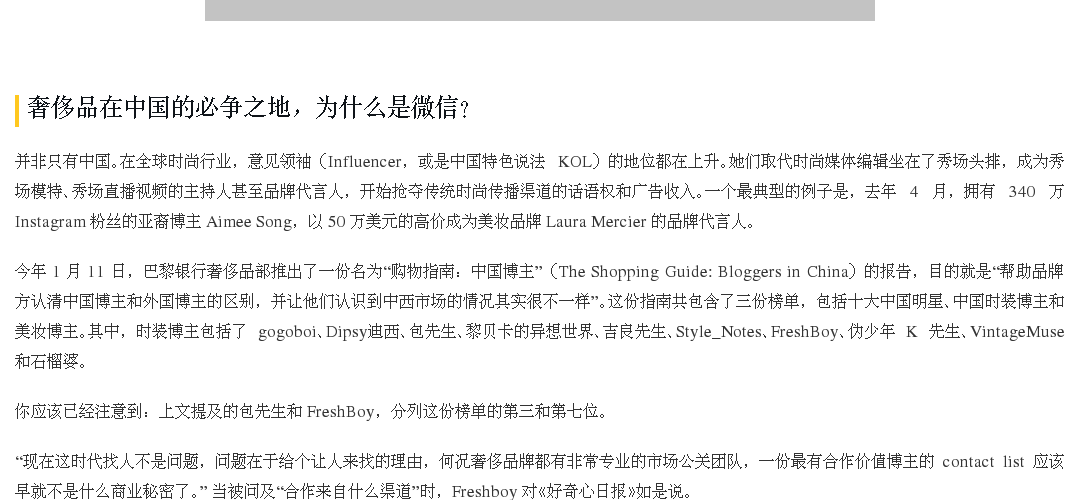 奢侈品在中国的必争之地，为什么是微信？
并非只有中国。在全球时尚行业，意见领袖（Influencer，或是中国特色说法 KOL）的地位都在上升。她们取代时尚媒体编辑坐在了秀场头排，成为秀
场模特、秀场直播视频的主持人甚至品牌代言人，开始抢夺传统时尚传播渠道的话语权和广告收入。一个最典型的例子是，去年 4 月，拥有 340 万
Instagram 粉丝的亚裔博主 Aimee Song，以 50 万美元的高价成为美妆品牌 Laura Mercier 的品牌代言人。
今年 1 月 11 日，巴黎银行奢侈品部推出了一份名为“购物指南：中国博主”（The Shopping Guide: Bloggers in China）的报告，目的就是“帮助品牌
方认清中国博主和外国博主的区别，并让他们认识到中西市场的情况其实很不一样”。这份指南共包含了三份榜单，包括十大中国明星、中国时装博主和
美妆博主。其中，时装博主包括了 gogoboi、Dipsy迪西、包先生、黎贝卡的异想世界、吉良先生、Style_Notes、FreshBoy、伪少年 K 先生、VintageMuse
和石榴婆。
你应该已经注意到：上文提及的包先生和 FreshBoy，分列这份榜单的第三和第七位。
“现在这时代找人不是问题，问题在于给个让人来找的理由，何况奢侈品牌都有非常专业的市场公关团队，一份最有合作价值博主的 contact list 应该
早就不是什么商业秘密了。” 当被问及“合作来自什么渠道”时，Freshboy 对《好奇心日报》如是说。